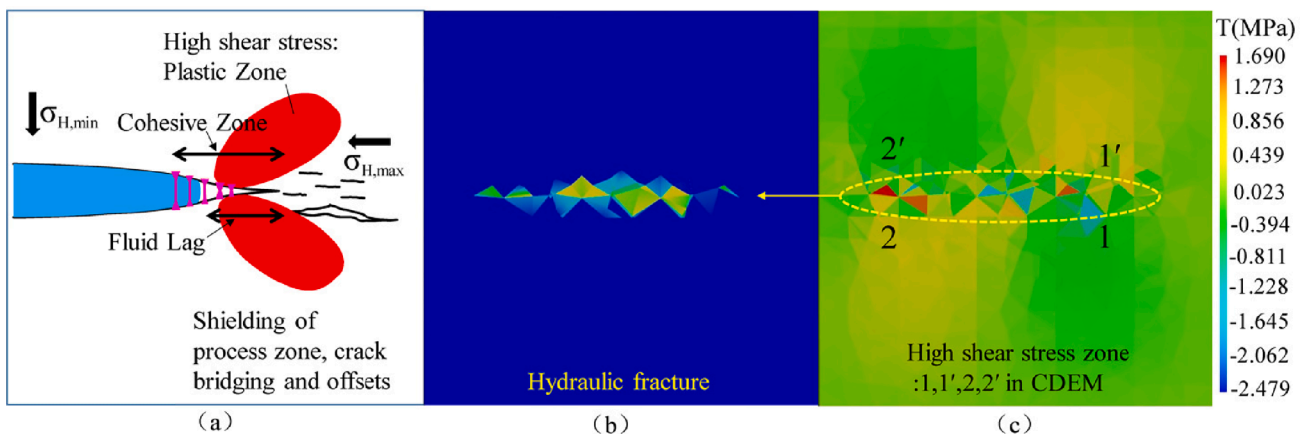 High shear stress:
Plastic Zone
σH,min
Cohesive Zone
σH,max
Fluid Lag
Shielding of
process zone, crack
bridging and offsets
(a)
Hydraulic fracture
(b)
2′
1′
2
1
High shear stress zone
:1,1′,2,2′ in CDEM
(c)
T(MPa)
1.690
1.273
0.856
0.439
0.023
-0.394
-0.811
-1.228
-1.645
-2.062
-2.479